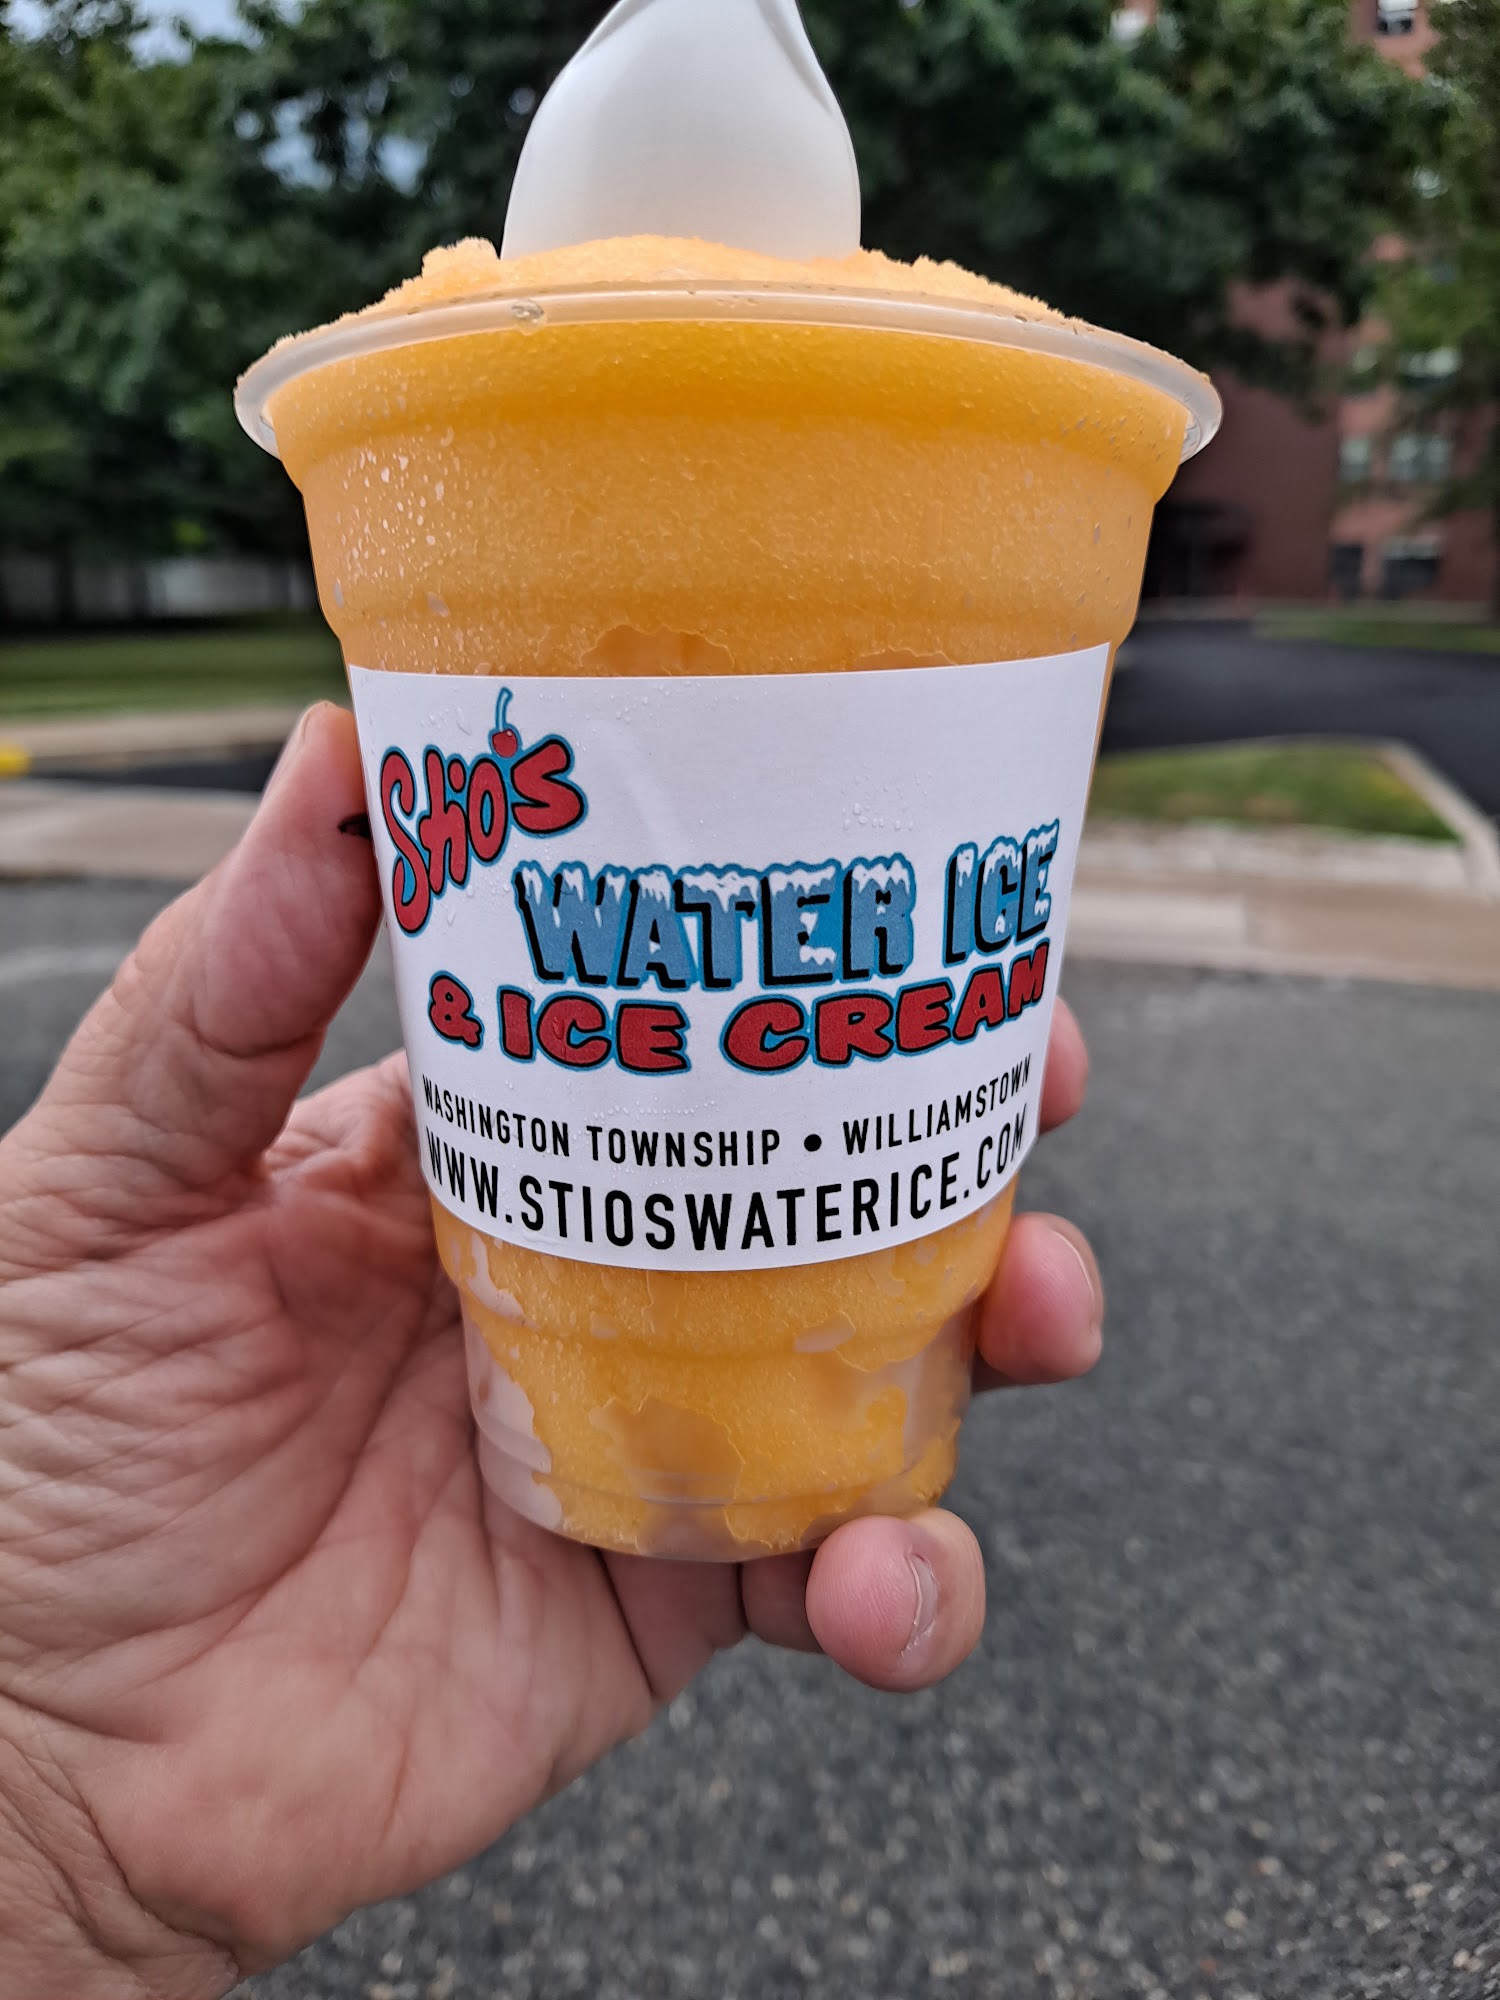 Stio's
WATER ICE
& ICE CREAM
WASHINGTON TOWNSHIP • WILLIAMSTOWN
WWW.STIOSWATERICE.COM